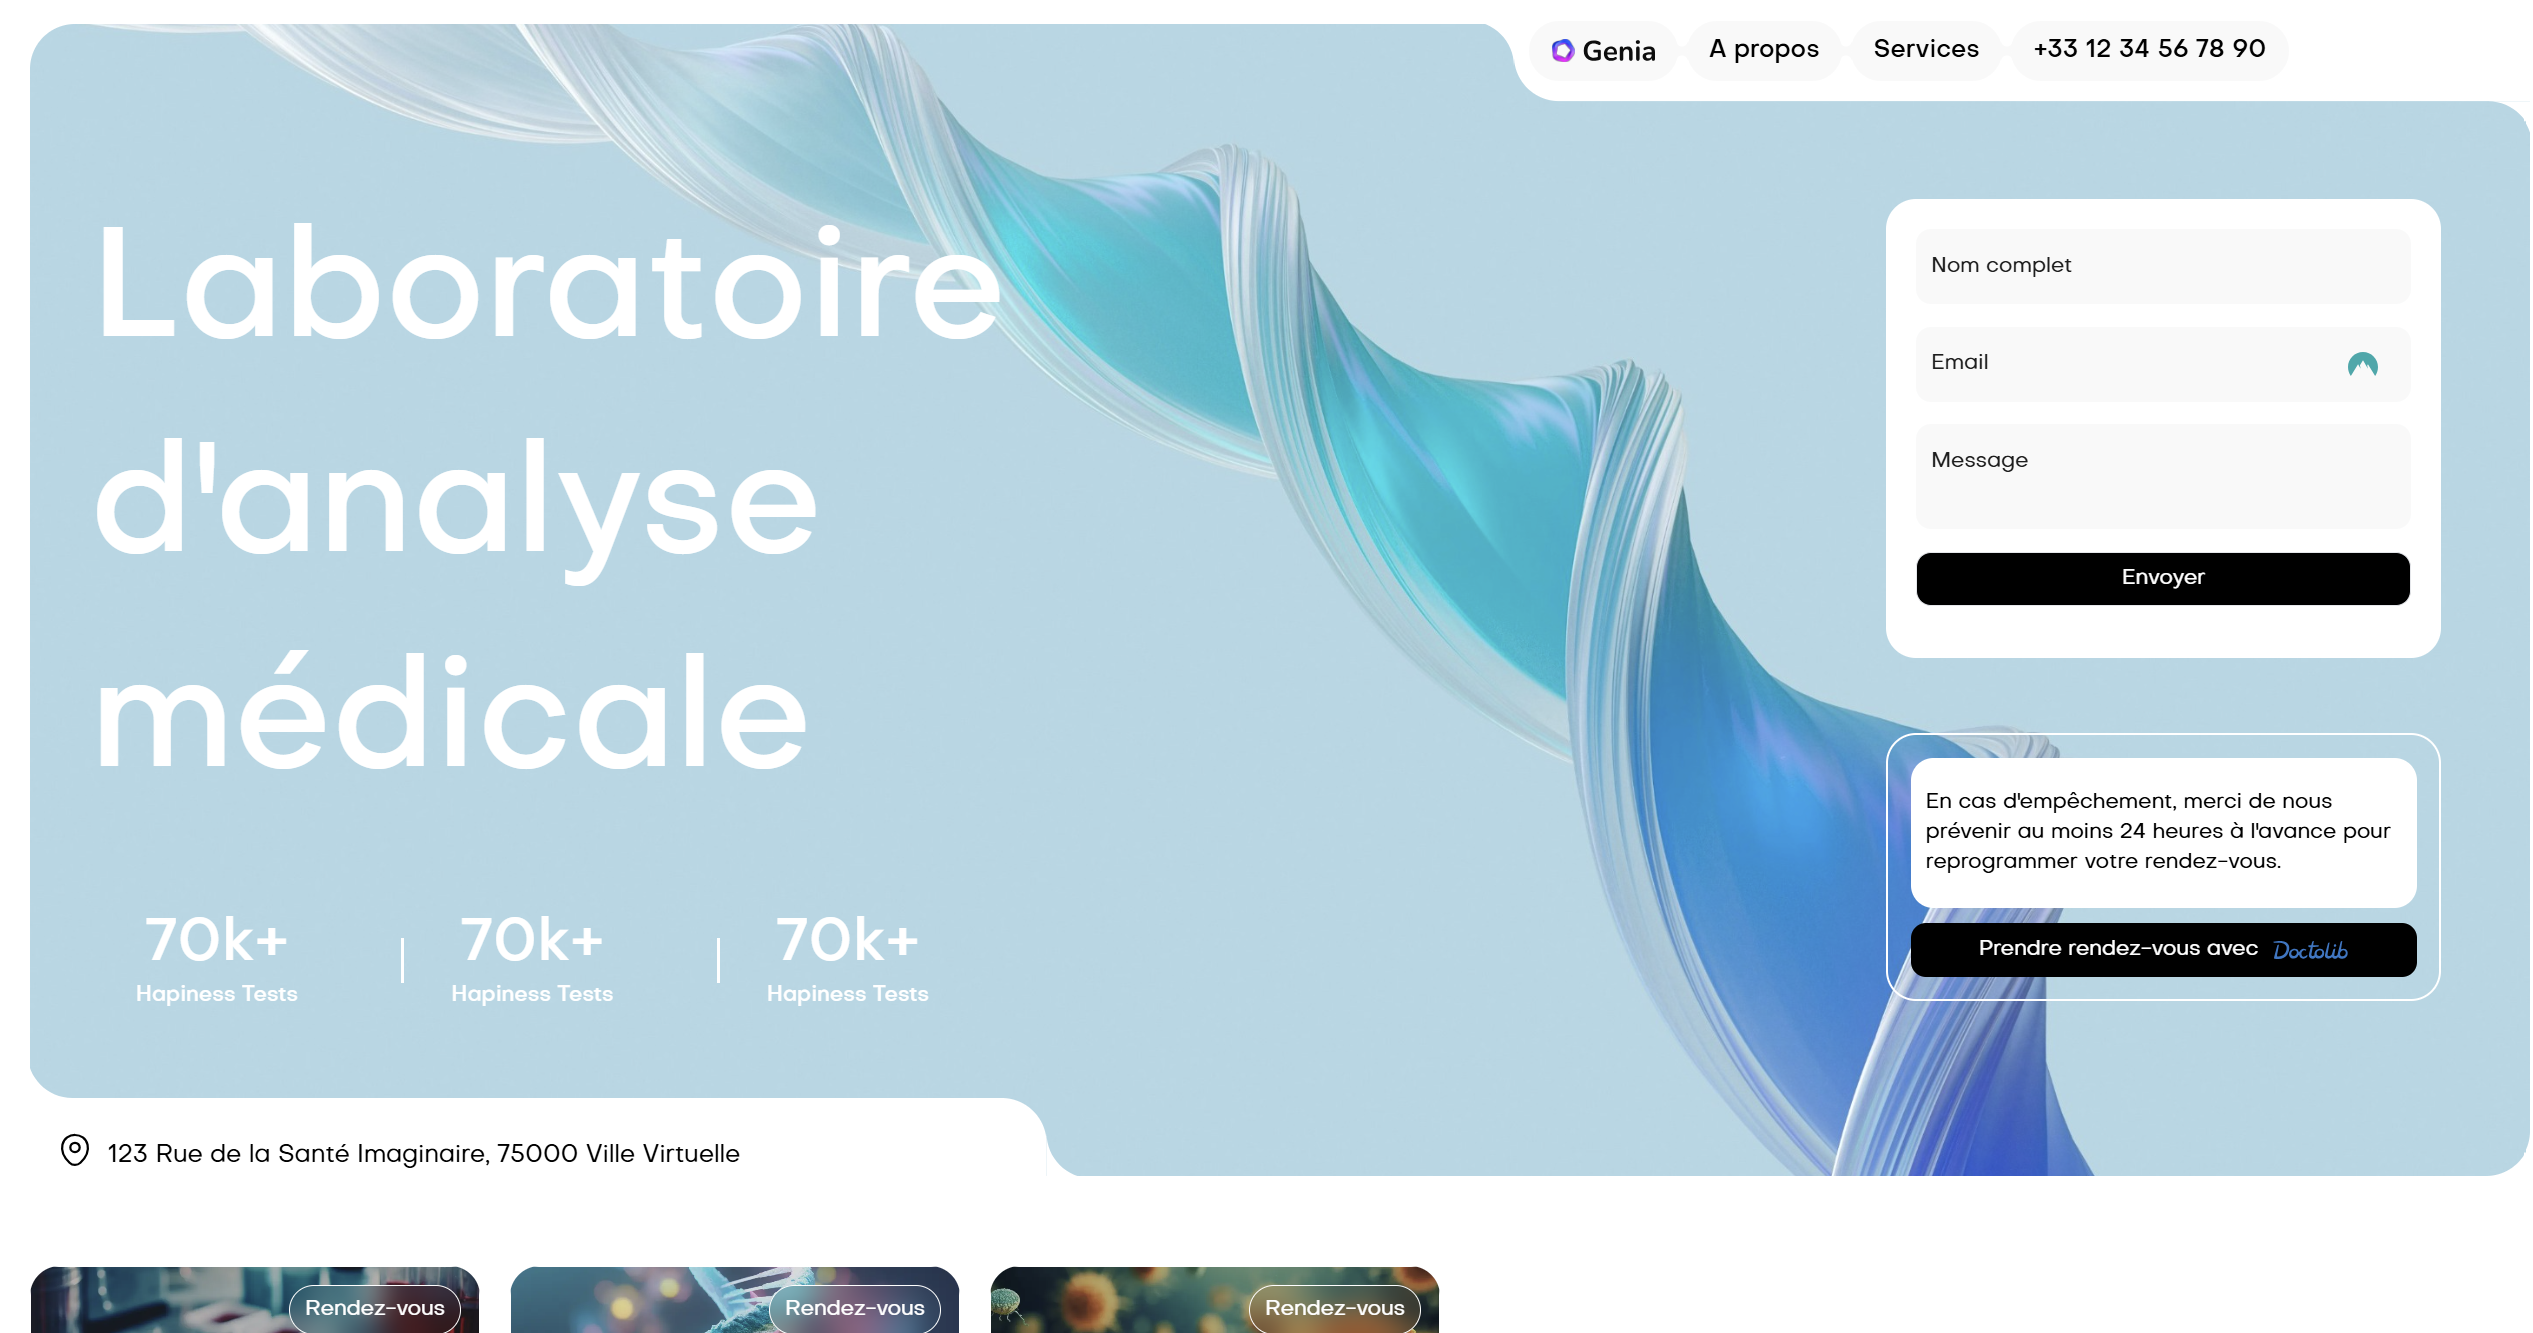 Genia
A propos
Services
+33 12 34 56 78 90
Laboratoire
d'analyse
médicale
70k+
Hapiness Tests
70k+
Hapiness Tests
70k+
Hapiness Tests
Nom complet
Email
Message
Envoyer
En cas d'empêchement, merci de nous
prévenir au moins 24 heures à l'avance pour
reprogrammer votre rendez-vous.
Prendre rendez-vous avec Doctolib
123 Rue de la Santé Imaginaire, 75000 Ville Virtuelle
Rendez-vous
Rendez-vous
Rendez-vous